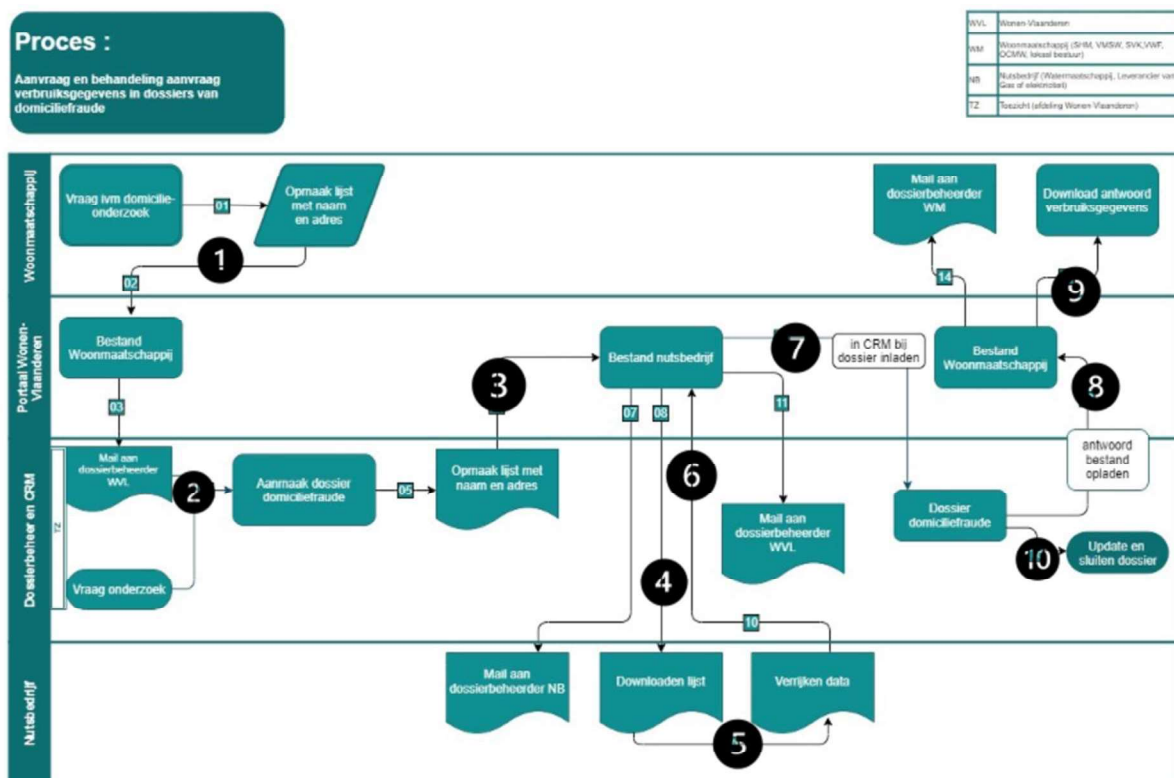 Proces :
Aanvraag en behandeling aanvraag
verbruiksgegevens in dossiers van
domiciliefraude
WVL Wonen-Vlaanderen
WM Woonmaatschappij (SHM, VMSW, SVK,VWF,
OCMW, lokaal bestuur)
NB Nutsbedrijf (Watermaatschappij, Leverancier van
Gas of elektriciteit)
TZ Toezicht (afdeling Wonen-Vlaanderen)
Woonmaatschappij
Vraag ivm domicilie-
onderzoek
01
Opmaak lijst
met naam
en adres
1
02
Mail aan
dossierbeheerder
WM
Download antwoord
verbruiksgegevens
14
9
Portaal Wonen-
Vlaanderen
Bestand
Woonmaatschappij
03
3
Bestand nutsbedrijf
07
08
7
11
in CRM bij
dossier inladen
Bestand
Woonmaatschappij
8
Dossierbeheer en CRM
TZ
Mail aan
dossierbeheerder
WVL
2
Vraag onderzoek
Aanmaak dossier
domiciliefraude
05
Opmaak lijst met
naam en adres
4
6
Mail aan
dossierbeheerder
WVL
antwoord
bestand
opladen
Dossier
domiciliefraude
10
Update en
sluiten dossier
10
Nutsbedrijf
Mail aan
dossierbeheerder NB
Downloaden lijst
Verrijken data
5